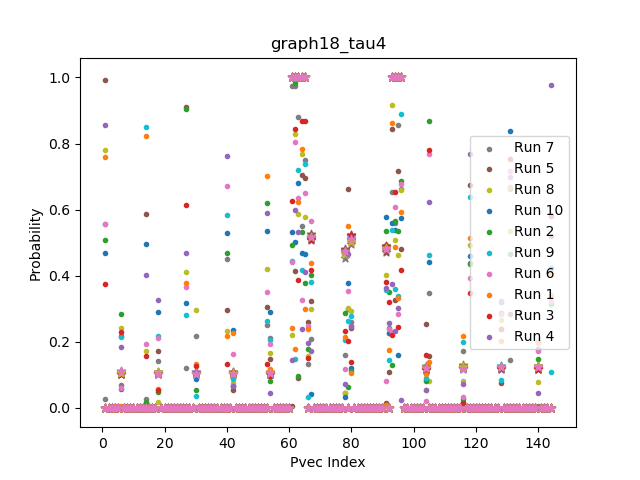 graph18_tau4
1.0
0.8
0.6
0.4
0.2
0.0
Probability
0
20
40
60
80
100
120
140
Pvec Index
Run 7
Run 5
Run 8
Run 10
Run 2
Run 9
Run 6
Run 1
Run 3
Run 4